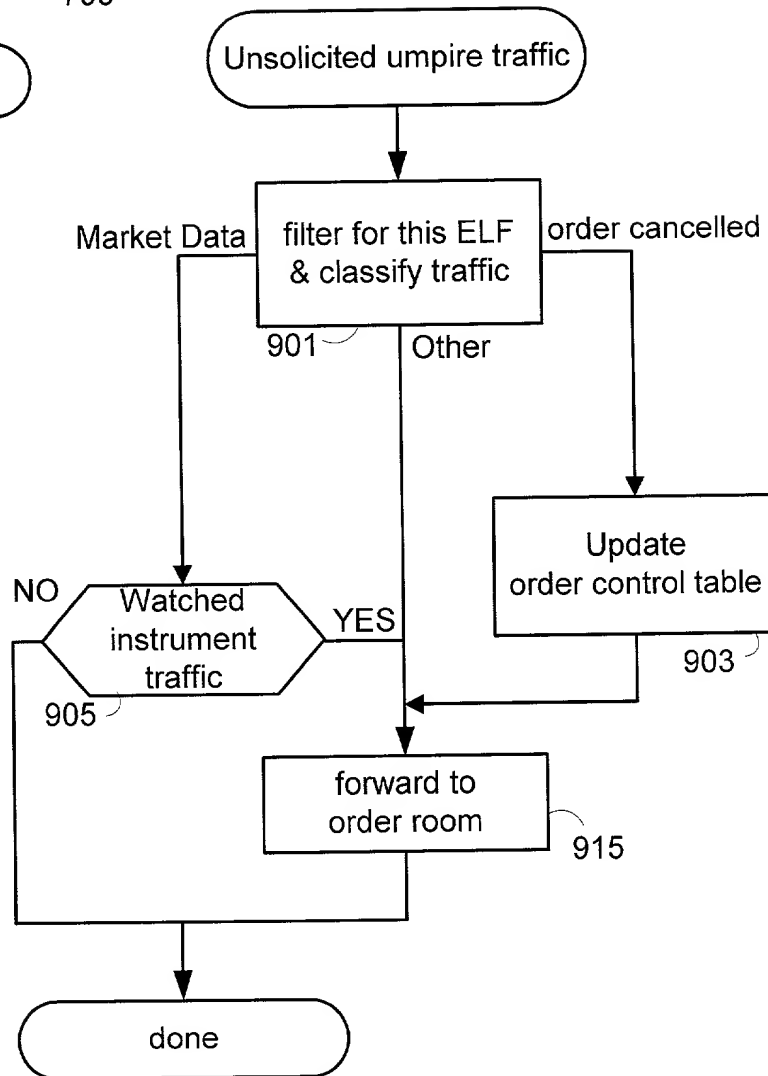 Unsolicited umpire traffic
Market Data
filter for this ELF
& classify traffic
order cancelled
901
Other
Update
order control table
903
NO
Watched
instrument
traffic
YES
905
forward to
order room
915
done